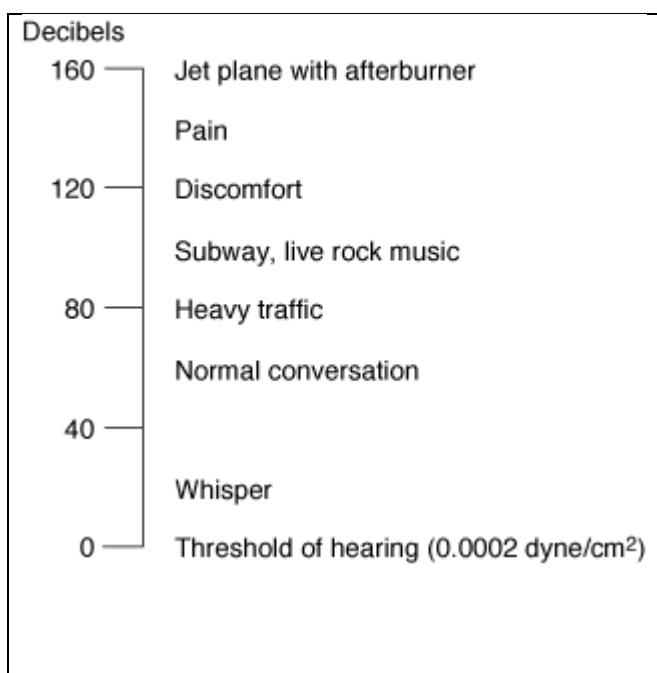 Decibels
160 Jet plane with afterburner
Pain
120 Discomfort
Subway, live rock music
80 Heavy traffic
Normal conversation
40
Whisper
0 Threshold of hearing (0.0002 dyne/cm²)